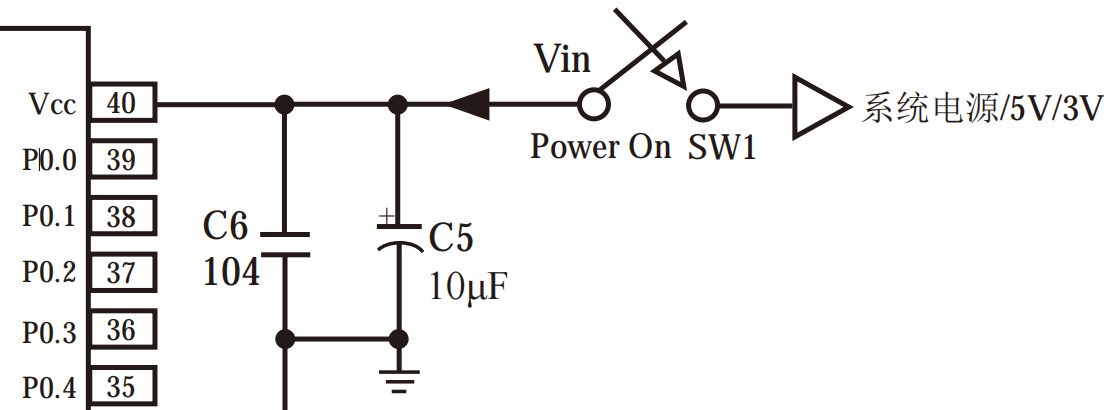 Vin
Vcc 40
系统电源/5V/3V
Power On SW1
P0.0 39
P0.1 38
+
C6
C5
104
10μF
P0.2 37
P0.3 36
P0.4 35